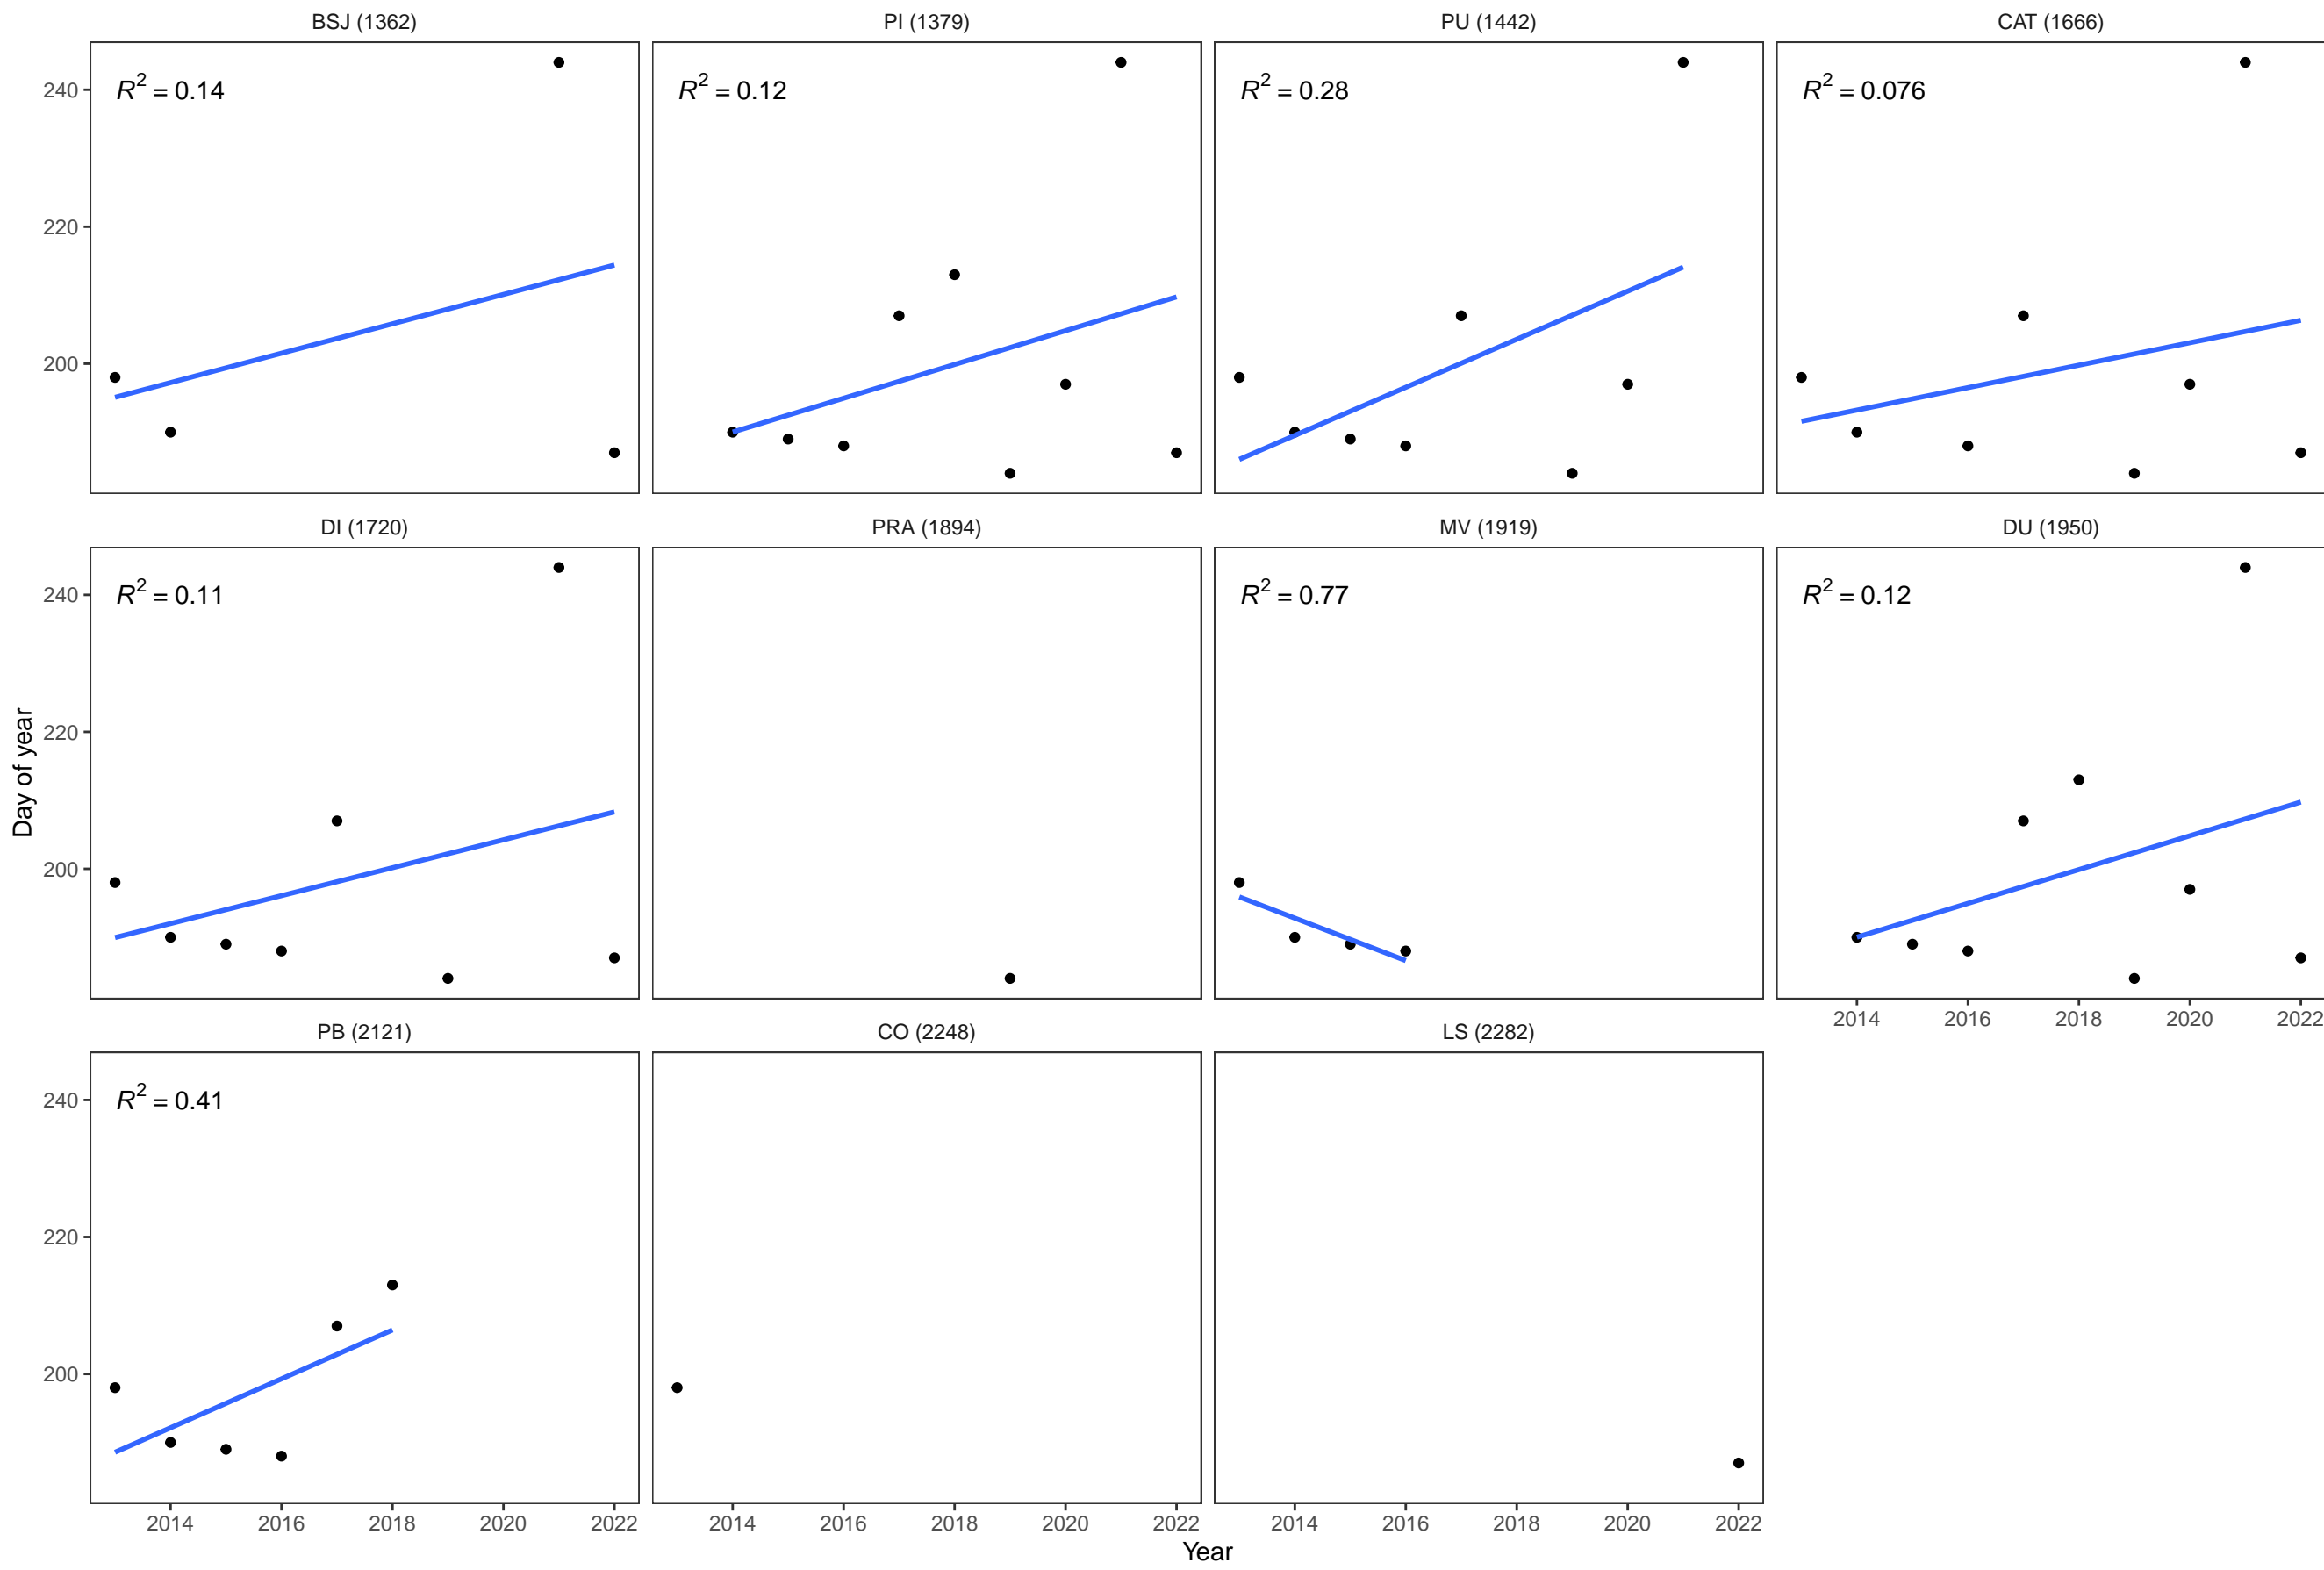 BSJ (1362)
PI (1379)
PU (1442)
CAT (1666)
240
220
200
R² = 0.14
R² = 0.12
R² = 0.28
R² = 0.076
DI (1720)
PRA (1894)
MV (1919)
DU (1950)
240
220
200
R² = 0.11
R² = 0.77
R² = 0.12
2014 2016 2018 2020 2022
Day of year
PB (2121)
CO (2248)
LS (2282)
240
220
200
R² = 0.41
2014 2016 2018 2020 2022
2014 2016 2018 2020 2022
2014 2016 2018 2020 2022
Year